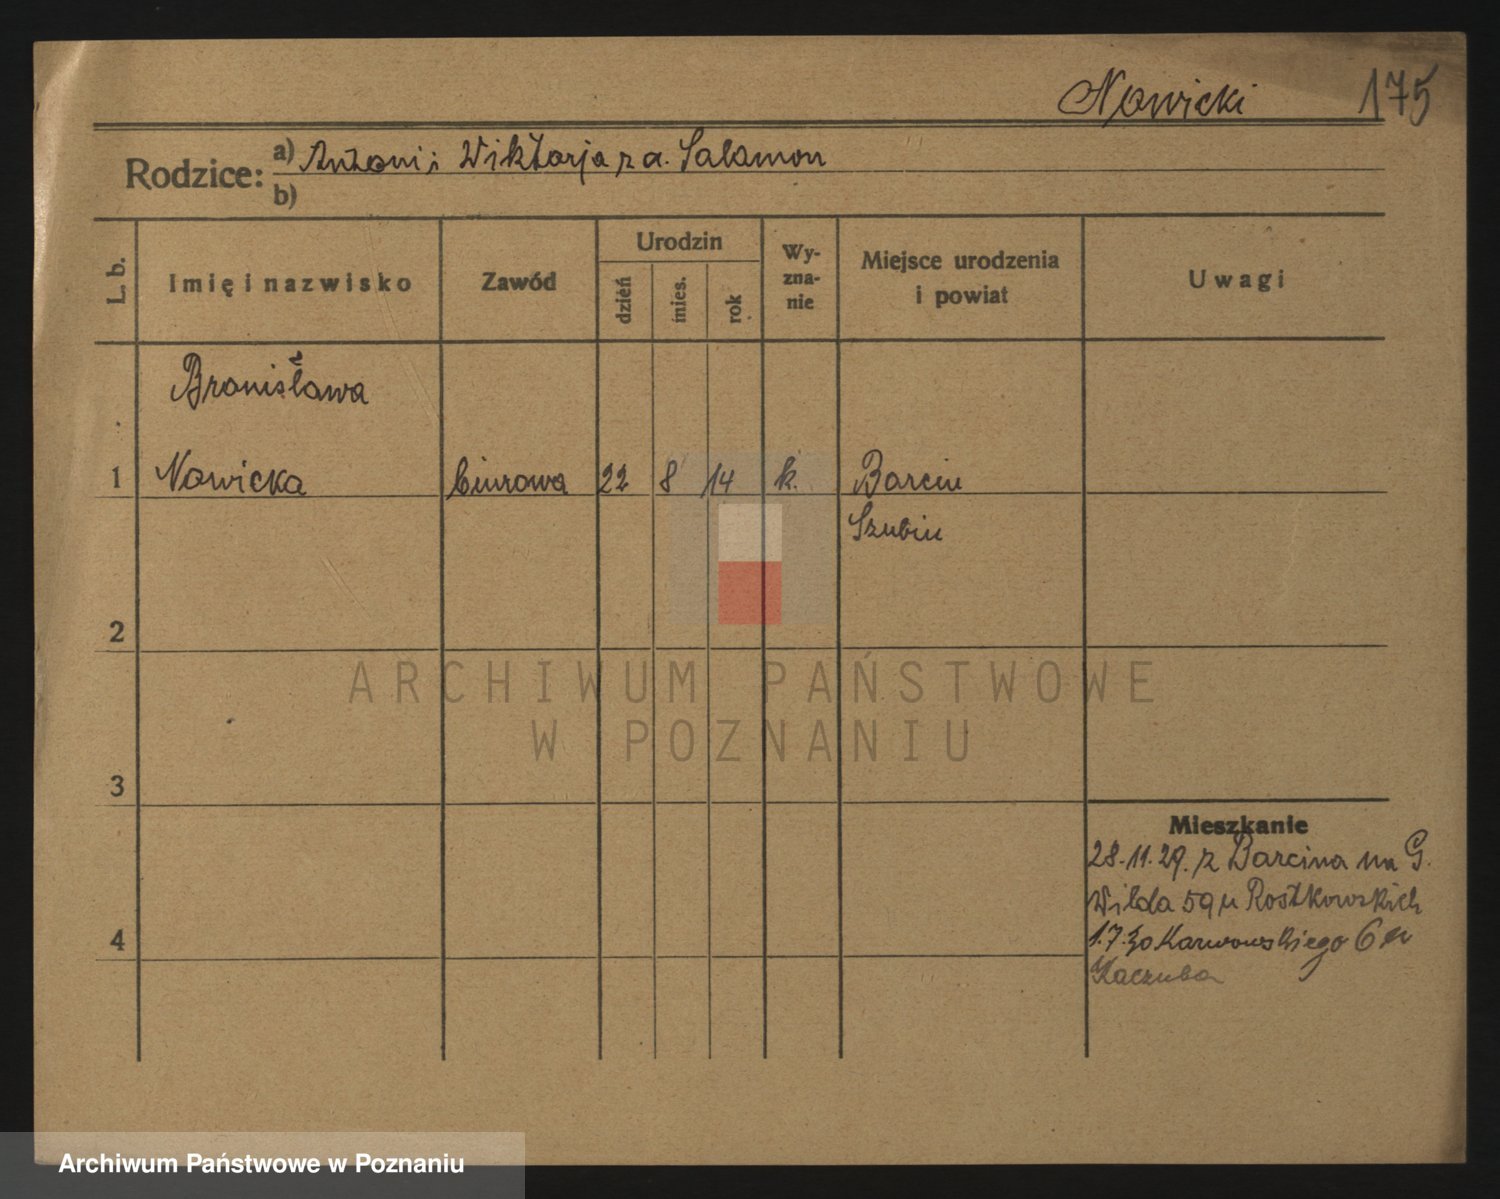 Nowicki 175
Rodzice: a) Antoni i Wiktorja z d. Salamon
b)
L. b. Imię i nazwisko Zawód Urodzin dzień mies. rok Wy-zna-nie Miejsce urodzenia i powiat Uwagi
Bronisława
1 Nowicka biurowa 22 8 14 k. Barcin
Szubin
2
ARCHIWUM PAŃSTWOWE
W POZNANIU
3
Mieszkanie
28.11.29. z Barcina na G.
Wilda 59 u Rostkowskich
4 1.7.30 Karwowskiego 6 u
Kaczuba
Archiwum Państwowe w Poznaniu